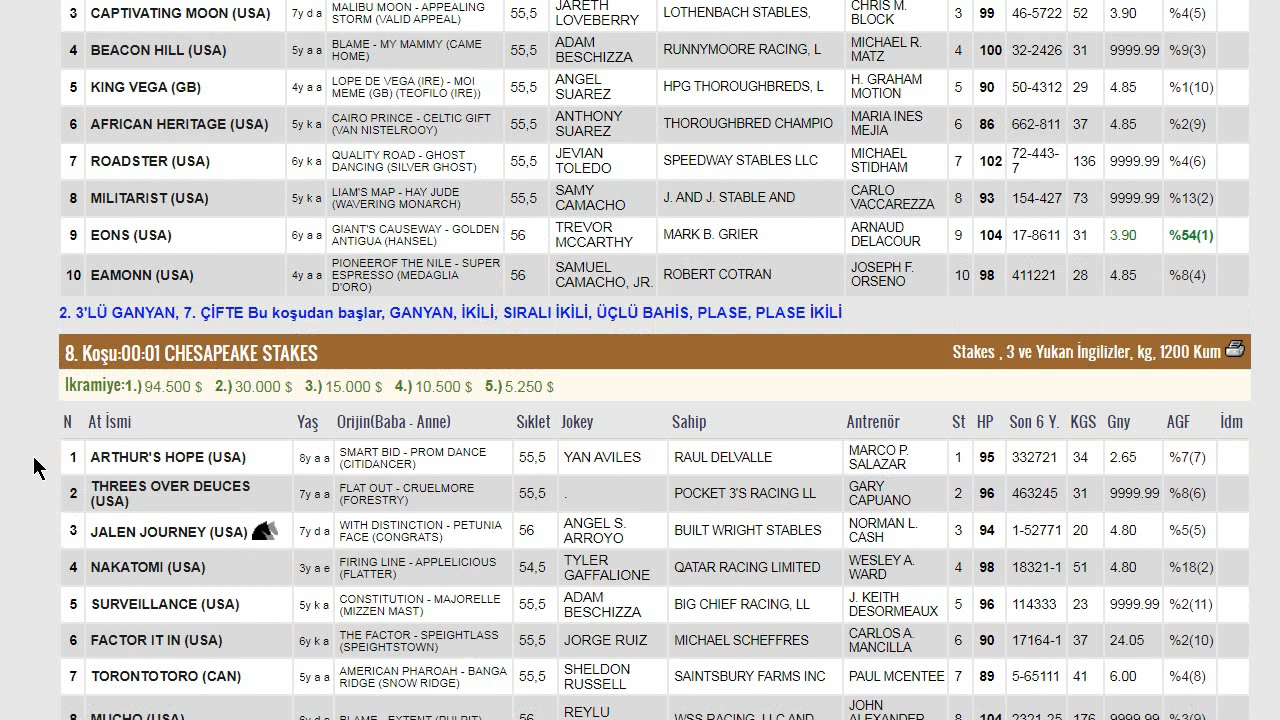 3 CAPTIVATING MOON (USA) 7y d a MALIBU MOON - APPEALING STORM (VALID APPEAL) 55,5 JARETH LOVEBERRY LOTHENBACH STABLES, CHRIS M. BLOCK 3 99 46-5722 52 3.90 %4(5)
4 BEACON HILL (USA) 5y a a BLAME - MY MAMMY (CAME HOME) 55,5 ADAM BESCHIZZA RUNNYMOORE RACING, L MICHAEL R. MATZ 4 100 32-2426 31 9999.99 %9(3)
5 KING VEGA (GB) 4y a a LOPE DE VEGA (IRE) - MOI MEME (GB) (TEOFILO (IRE)) 55,5 ANGEL SUAREZ HPG THOROUGHBREDS, L H. GRAHAM MOTION 5 90 50-4312 29 4.85 %1(10)
6 AFRICAN HERITAGE (USA) 5y k a CAIRO PRINCE - CELTIC GIFT (VAN NISTELROOY) 55,5 ANTHONY SUAREZ THOROUGHBRED CHAMPIO MARIA INES MEJIA 6 86 662-811 37 4.85 %2(9)
7 ROADSTER (USA) 6y k a QUALITY ROAD - GHOST DANCING (SILVER GHOST) 55,5 JEVIAN TOLEDO SPEEDWAY STABLES LLC MICHAEL STIDHAM 7 102 72-443-7 136 9999.99 %4(6)
8 MILITARIST (USA) 5y k a LIAM'S MAP - HAY JUDE (WAVERING MONARCH) 55,5 SAMY CAMACHO J. AND J. STABLE AND CARLO VACCAREZZA 8 93 154-427 73 9999.99 %13(2)
9 EONS (USA) 6y a a GIANT'S CAUSEWAY - GOLDEN ANTIGUA (HANSEL) 56 TREVOR MCCARTHY MARK B. GRIER ARNAUD DELACOUR 9 104 17-8611 31 3.90 %54(1)
10 EAMONN (USA) 4y a a PIONEEROF THE NILE - SUPER ESPRESSO (MEDAGLIA D'ORO) 56 SAMUEL CAMACHO, JR. ROBERT COTRAN JOSEPH F. ORSENO 10 98 411221 28 4.85 %8(4)
2. 3'LÜ GANYAN, 7. ÇİFTE Bu koşudan başlar, GANYAN, İKİLİ, SIRALI İKİLİ, ÜÇLÜ BAHİS, PLASE, PLASE İKİLİ
8. Koşu:00:01 CHESAPEAKE STAKES Stakes , 3 ve Yukarı İngilizler, kg, 1200 Kum
Ikramiye:1.) 94.500 $ 2.) 30.000 $ 3.) 15.000 $ 4.) 10.500 $ 5.) 5.250 $
N At İsmi Yaş Orijin(Baba - Anne) Sıklet Jokey Sahip Antrenör St HP Son 6 Y. KGS Gny AGF İdm
1 ARTHUR'S HOPE (USA) 8y a a SMART BID - PROM DANCE (CITIDANCER) 55,5 YAN AVILES RAUL DELVALLE MARCO P. SALAZAR 1 95 332721 34 2.65 %7(7)
2 THREES OVER DEUCES (USA) 7y a a FLAT OUT - CRUELMORE (FORESTRY) 55,5 . POCKET 3'S RACING LL GARY CAPUANO 2 96 463245 31 9999.99 %8(6)
3 JALEN JOURNEY (USA) 7y d a WITH DISTINCTION - PETUNIA FACE (CONGRATS) 56 ANGEL S. ARROYO BUILT WRIGHT STABLES NORMAN L. CASH 3 94 1-52771 20 4.80 %5(5)
4 NAKATOMI (USA) 3y a e FIRING LINE - APPLELICIOUS (FLATTER) 54,5 TYLER GAFFALIONE QATAR RACING LIMITED WESLEY A. WARD 4 98 18321-1 51 4.80 %18(2)
5 SURVEILLANCE (USA) 5y k a CONSTITUTION - MAJORELLE (MIZZEN MAST) 55,5 ADAM BESCHIZZA BIG CHIEF RACING, LL J. KEITH DESORMEAUX 5 96 114333 23 9999.99 %2(11)
6 FACTOR IT IN (USA) 6y k a THE FACTOR - SPEIGHTLASS (SPEIGHTSTOWN) 55,5 JORGE RUIZ MICHAEL SCHEFFRES CARLOS A. MANCILLA 6 90 17164-1 37 24.05 %2(10)
7 TORONTOTORO (CAN) 5y a a AMERICAN PHAROAH - BANGA RIDGE (SNOW RIDGE) 55,5 SHELDON RUSSELL SAINTSBURY FARMS INC PAUL MCENTEE 7 89 5-65111 41 6.00 %4(8)
8 MUCHO (USA) 6y d a BLAME - EXTENT (PULPIT) 56 REYLU WSS RACING, LLC AND JOHN ALEXANDER 8 104 2321-25 176 9999.99 %3(9)